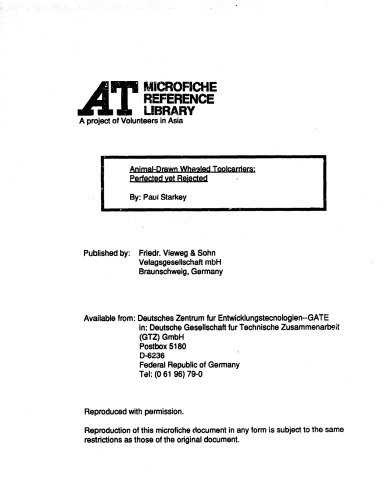 AT MICROFICHE
REFERENCE
LIBRARY
A project of Volunteers in Asia
Animal-Drawn Wheeled Toolcarriers:
Perfected yet Rejected
By: Paul Starkey
Published by: Friedr. Vieweg & Sohn
Velagsgesellschaft mbH
Braunschweig, Germany
Available from: Deutsches Zentrum fur Entwicklungstecnologien--GATE
in: Deutsche Gesellschaft fur Technische Zusammenarbeit
(GTZ) GmbH
Postbox 5180
D-6236
Federal Republic of Germany
Tel: (0 61 96) 79-0
Reproduced with permission.
Reproduction of this microfiche document in any form is subject to the same
restrictions as those of the original document.